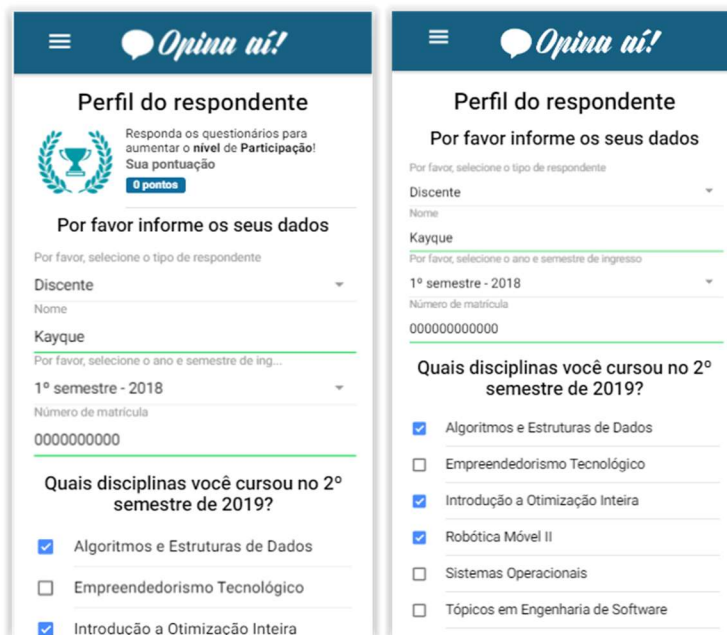 Opina aí!
Perfil do respondente
Responda os questionários para
aumentar o nível de Participação!
Sua pontuação
0 pontos
Por favor informe os seus dados
Por favor, selecione o tipo de respondente
Discente
Nome
Kayque
Por favor, selecione o ano e semestre de ing...
1º semestre - 2018
Número de matrícula
0000000000
Quais disciplinas você cursou no 2º
semestre de 2019?
Algoritmos e Estruturas de Dados
Empreendedorismo Tecnológico
Introdução a Otimização Inteira
Opina aí!
Perfil do respondente
Por favor informe os seus dados
Por favor, selecione o tipo de respondente
Discente
Nome
Kayque
Por favor, selecione o ano e semestre de ingresso
1º semestre - 2018
Número de matrícula
000000000000
Quais disciplinas você cursou no 2º
semestre de 2019?
Algoritmos e Estruturas de Dados
Empreendedorismo Tecnológico
Introdução a Otimização Inteira
Robótica Móvel II
Sistemas Operacionais
Tópicos em Engenharia de Software